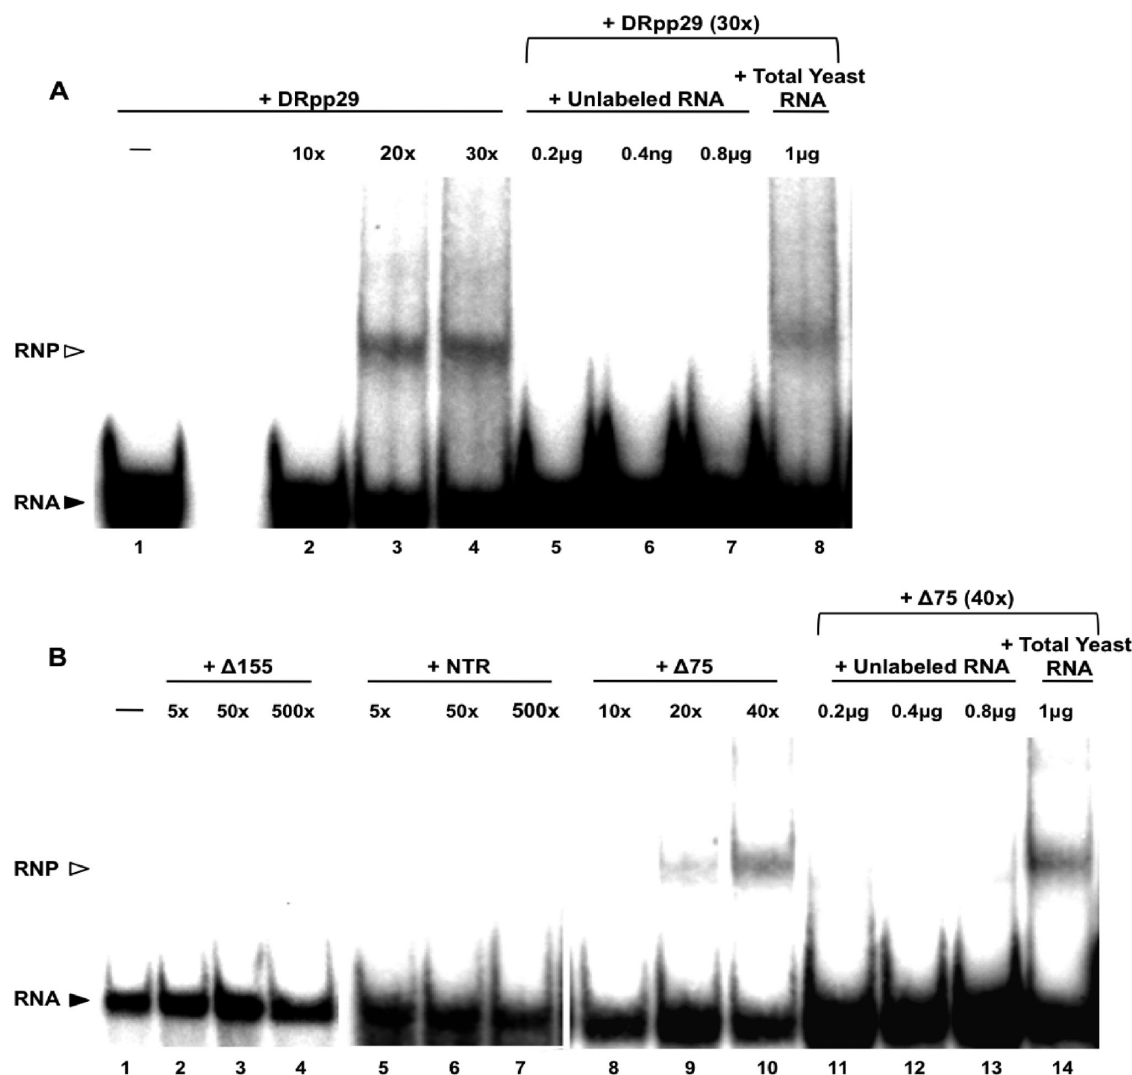 + DRpp29 (30x)
A
+ DRpp29
+ Unlabeled RNA
+ Total Yeast
RNA
— 10x 20x 30x 0.2µg 0.4ng 0.8µg 1µg
RNP
RNA
1 2 3 4 5 6 7 8
+ Δ75 (40x)
B
+ Δ155 + NTR + Δ75 + Unlabeled RNA
+ Total Yeast
RNA
— 5x 50x 500x 5x 50x 500x 10x 20x 40x 0.2µg 0.4µg 0.8µg 1µg
RNP
RNA
1 2 3 4 5 6 7 8 9 10 11 12 13 14